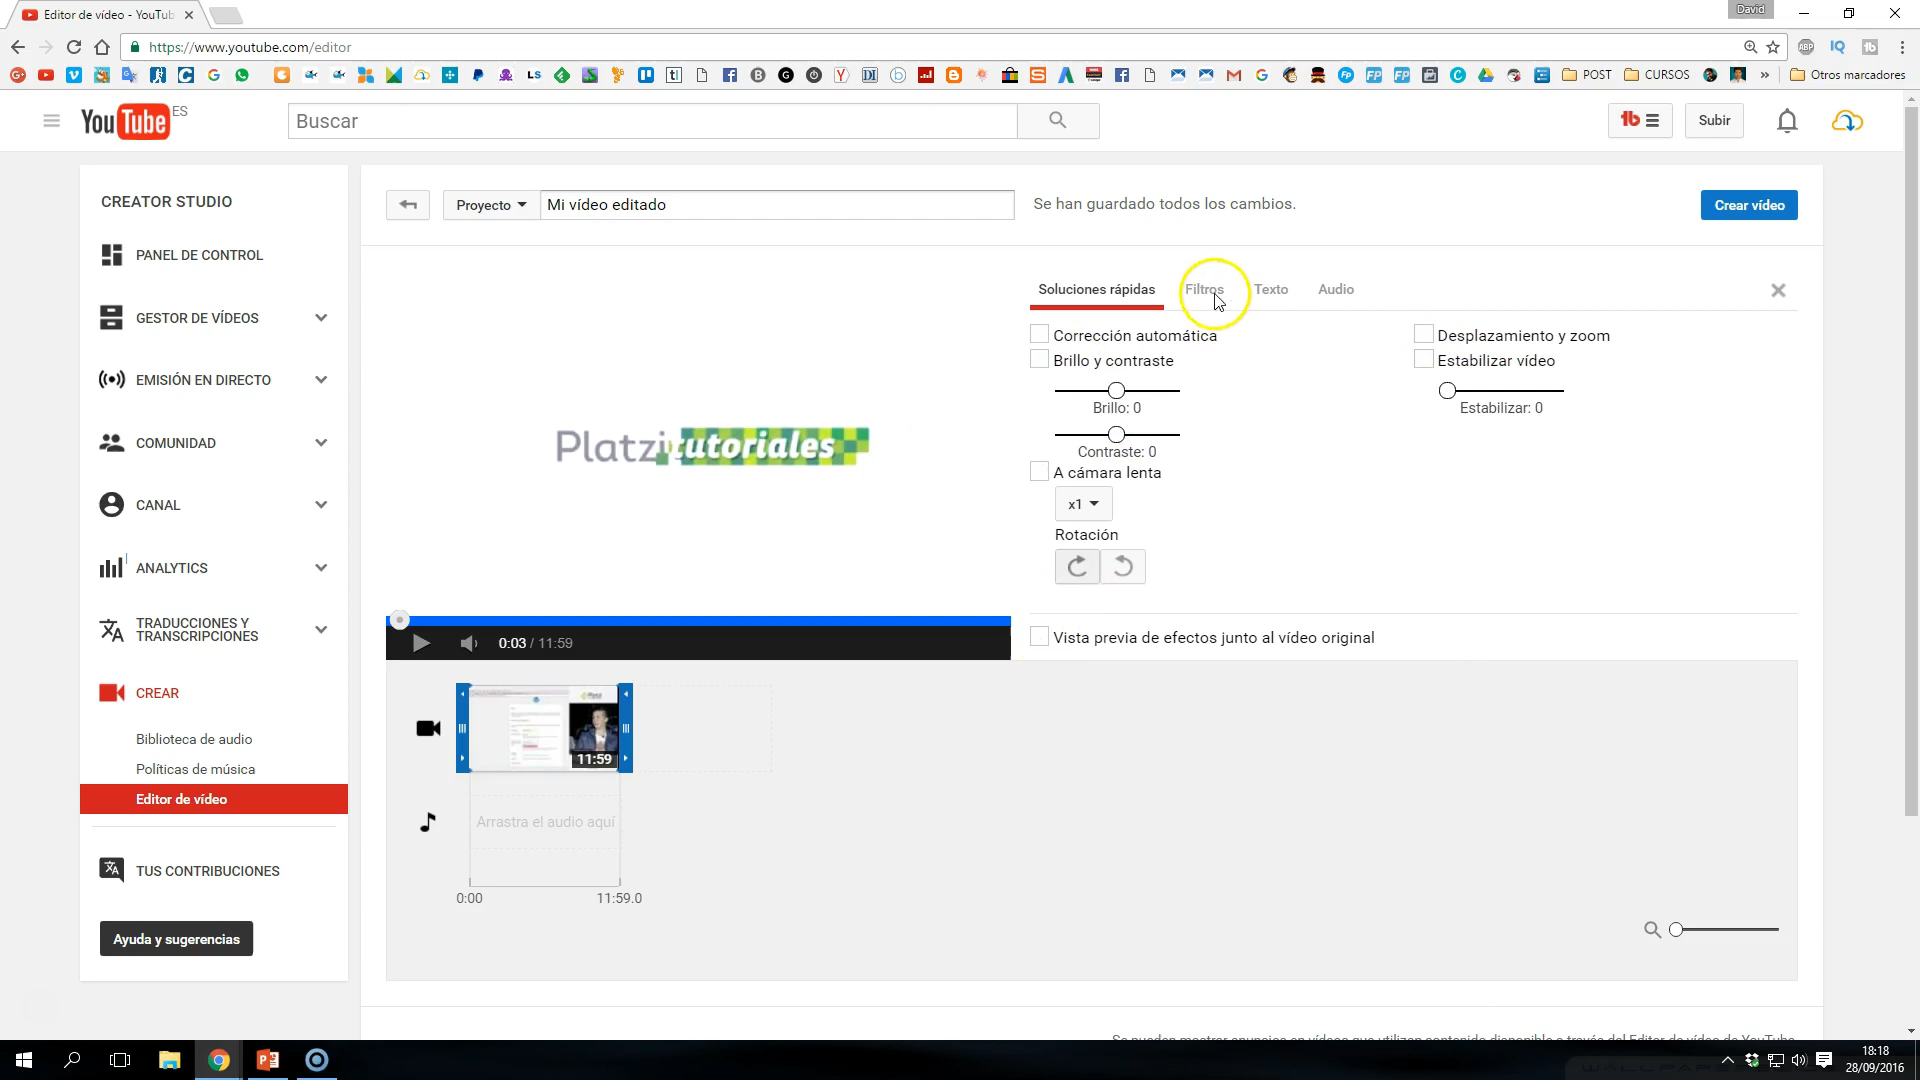 Editor de vídeo - YouTub
David
https://www.youtube.com/editor
POST
CURSOS
Otros marcadores
YouTube ES
Buscar
Subir
CREATOR STUDIO
PANEL DE CONTROL
GESTOR DE VÍDEOS
EMISIÓN EN DIRECTO
COMUNIDAD
CANAL
ANALYTICS
TRADUCCIONES Y
TRANSCRIPCIONES
CREAR
Biblioteca de audio
Políticas de música
Editor de vídeo
TUS CONTRIBUCIONES
Ayuda y sugerencias
Proyecto
Mi vídeo editado
Se han guardado todos los cambios.
Crear vídeo
Platzi tutoriales
0:03 / 11:59
Soluciones rápidas
Filtros
Texto
Audio
Corrección automática
Brillo y contraste
Brillo: 0
Contraste: 0
A cámara lenta
x1
Rotación
Desplazamiento y zoom
Estabilizar vídeo
Estabilizar: 0
Vista previa de efectos junto al vídeo original
11:59
Arrastra el audio aquí
0:00
11:59.0
18:18
28/09/2016